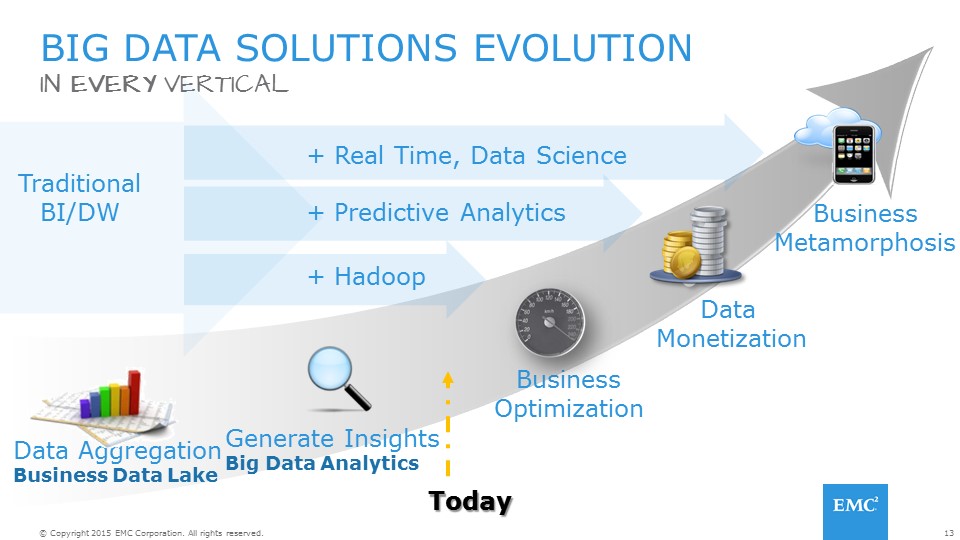 BIG DATA SOLUTIONS EVOLUTION
IN EVERY VERTICAL
Traditional
BI/DW
+ Real Time, Data Science
+ Predictive Analytics
+ Hadoop
Business
Metamorphosis
Data
Monetization
Business
Optimization
Generate Insights
Big Data Analytics
Data Aggregation
Business Data Lake
Today
EMC²
© Copyright 2015 EMC Corporation. All rights reserved.
13